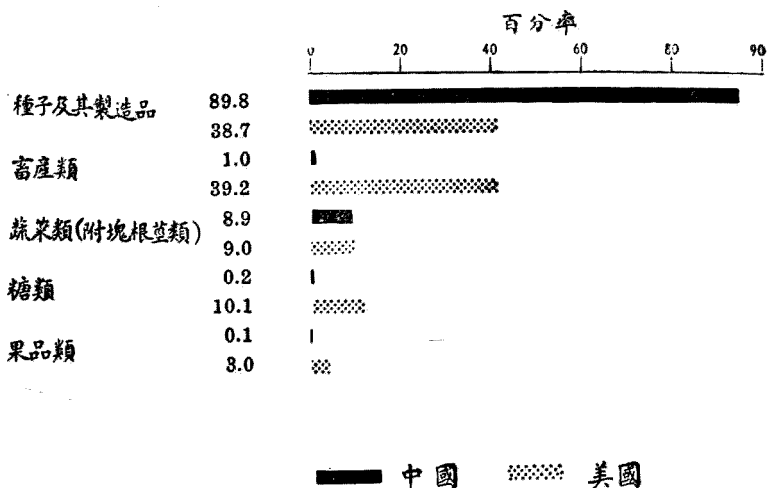 百分率
0 20 40 60 80 90
種子及其製造品 89.8
38.7
畜產類 1.0
39.2
蔬菜類(附塊根莖類) 8.9
9.0
糖類 0.2
10.1
果品類 0.1
3.0
中國 美國